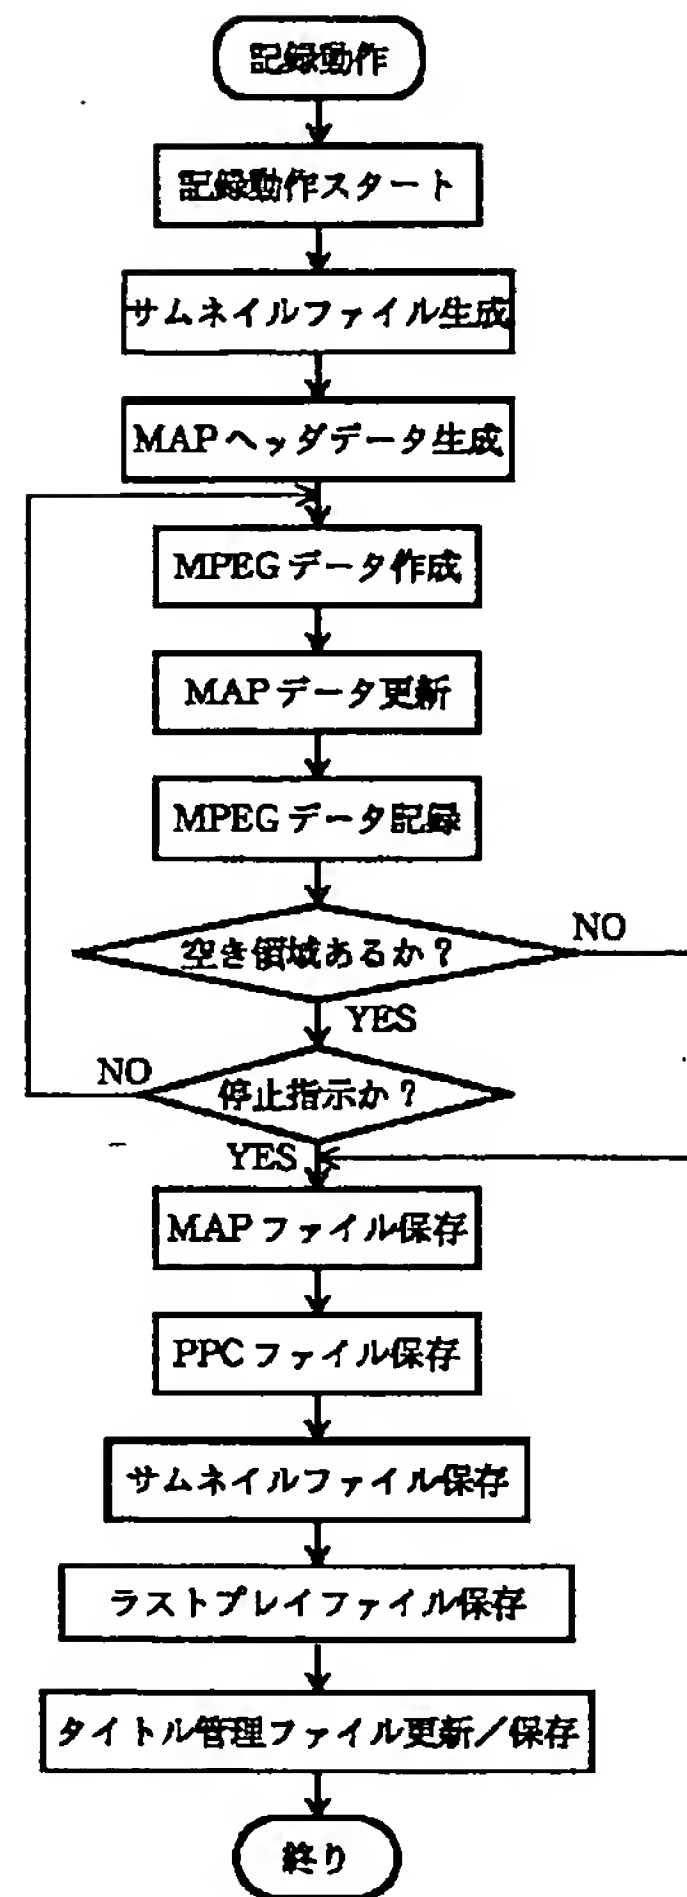 記録動作
記録動作スタート
サムネイルファイル生成
MAPヘッダデータ生成
MPEGデータ作成
MAPデータ更新
MPEGデータ記録
空き領域あるか？
NO
YES
NO
停止指示か？
YES
MAPファイル保存
PPCファイル保存
サムネイルファイル保存
ラストプレイファイル保存
タイトル管理ファイル更新／保存
終り